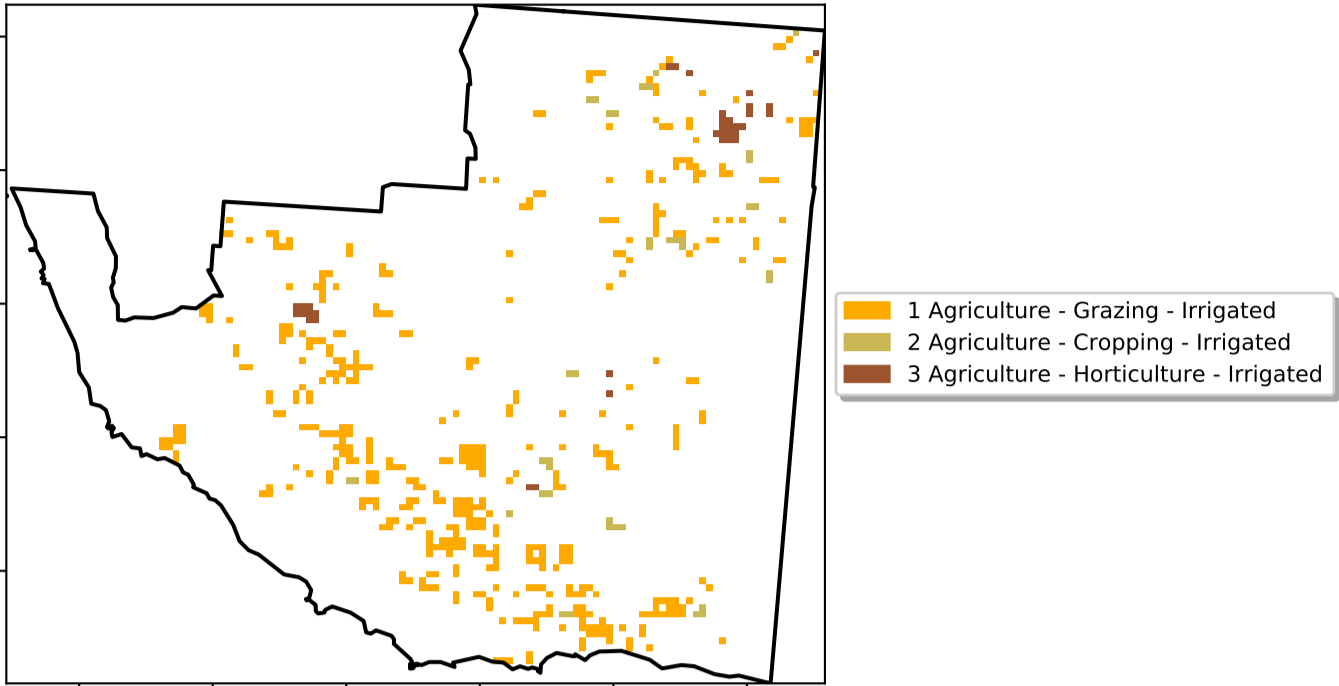 1 Agriculture - Grazing - Irrigated
2 Agriculture - Cropping - Irrigated
3 Agriculture - Horticulture - Irrigated